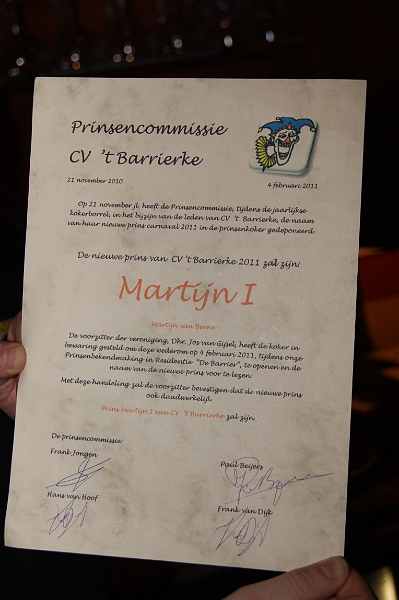 Prinsencommissie
CV 't Barrierke
21 november 2010
4 februari 2011
Op 21 november jl. heeft de Prinsencommissie, tijdens de jaarlijkse
kokerborrel, in het bijzijn van de leden van CV 't Barrierke, de naam
van haar nieuwe prins carnaval 2011 in de prinsenkoker gedeponeerd
De nieuwe prins van CV 't Barrierke 2011 zal zijn:
Martijn I
Martijn van Berne
De voorzitter der vereniging, Dhr. Jos van Gijsel, heeft de koker in
bewaring gesteld om deze wederom op 4 februari 2011, tijdens onze
Prinsenbekendmaking in Residentie "De Barrier", te openen en de
naam van de nieuwe prins voor te lezen.
Met deze handeling zal de voorzitter bevestigen dat de nieuwe prins
ook daadwerkelijk
Prins Martijn I van CV 't Barrierke zal zijn.
De prinsencommissie:
Frank Jongen
Paul Beijers
Hans van Hoof
Frank van Dijk